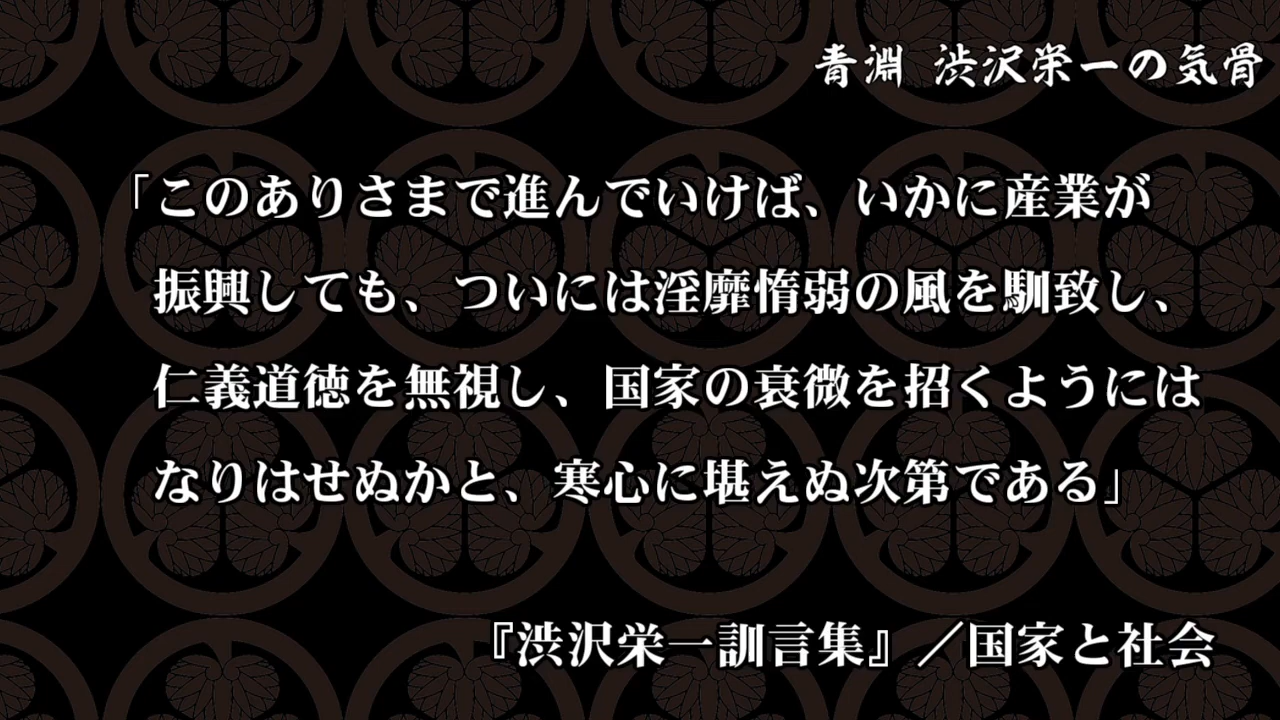 青淵 渋沢栄一の気骨
「このありさまで進んでいけば、いかに産業が
振興しても、ついには淫靡惰弱の風を馴致し、
仁義道徳を無視し、国家の衰微を招くようには
なりはせぬかと、寒心に堪えぬ次第である」
『渋沢栄一訓言集』／国家と社会